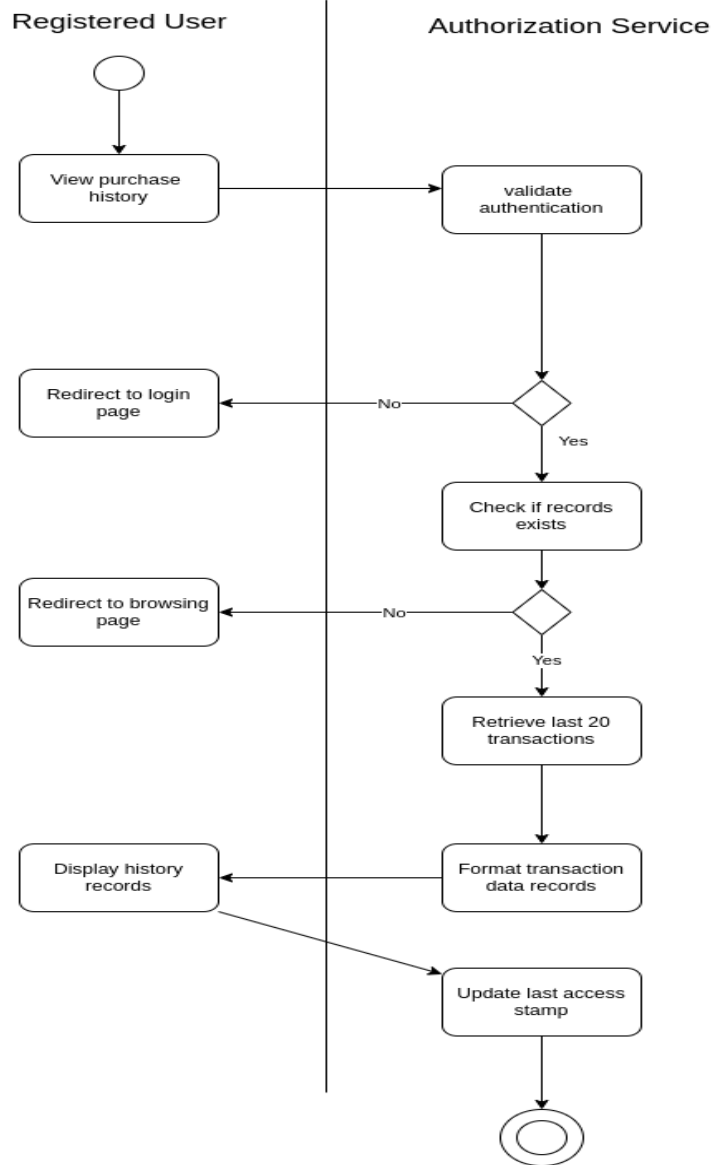 Registered User
Authorization Service
View purchase
history
validate
authentication
Redirect to login
page
No
Yes
Check if records
exists
Redirect to browsing
page
No
Yes
Retrieve last 20
transactions
Display history
records
Format transaction
data records
Update last access
stamp